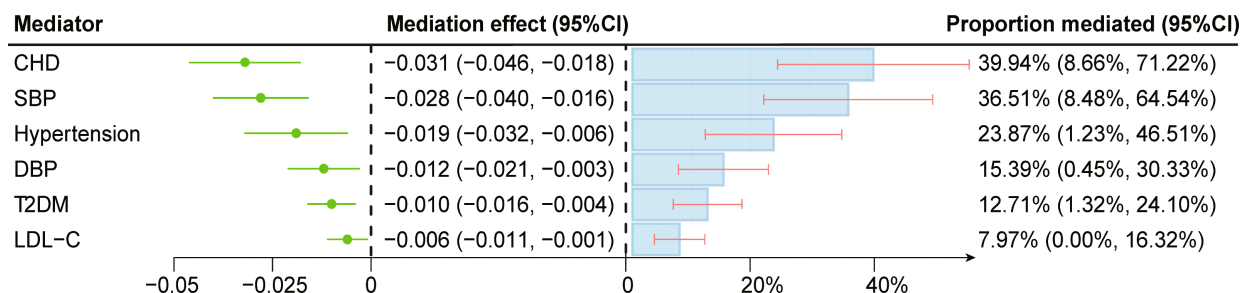 Mediator Mediation effect (95%CI) Proportion mediated (95%CI)
CHD −0.031 (−0.046, −0.018) 39.94% (8.66%, 71.22%)
SBP −0.028 (−0.040, −0.016) 36.51% (8.48%, 64.54%)
Hypertension −0.019 (−0.032, −0.006) 23.87% (1.23%, 46.51%)
DBP −0.012 (−0.021, −0.003) 15.39% (0.45%, 30.33%)
T2DM −0.010 (−0.016, −0.004) 12.71% (1.32%, 24.10%)
LDL−C −0.006 (−0.011, −0.001) 7.97% (0.00%, 16.32%)
−0.05 −0.025 0 0 20% 40%